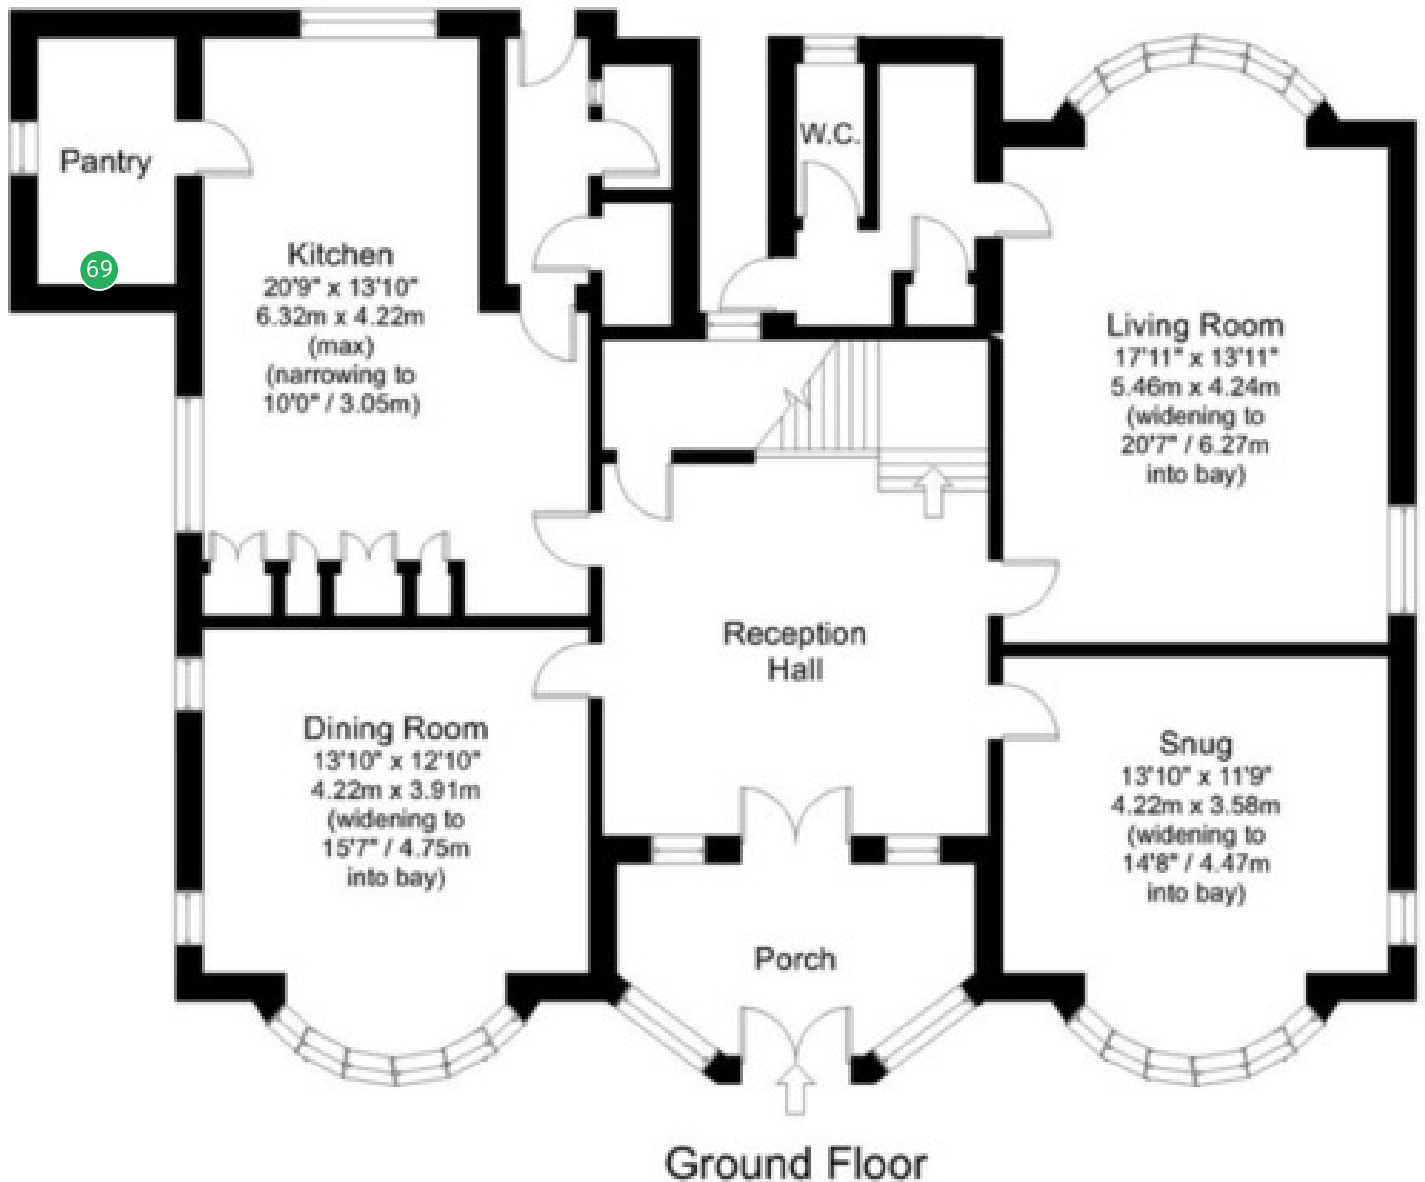 Pantry
69
Kitchen
20'9" x 13'10"
6.32m x 4.22m
(max)
(narrowing to
10'0" / 3.05m)
W.C.
Living Room
17'11" x 13'11"
5.46m x 4.24m
(widening to
20'7" / 6.27m
into bay)
Reception
Hall
Dining Room
13'10" x 12'10"
4.22m x 3.91m
(widening to
15'7" / 4.75m
into bay)
Snug
13'10" x 11'9"
4.22m x 3.58m
(widening to
14'8" / 4.47m
into bay)
Porch
Ground Floor